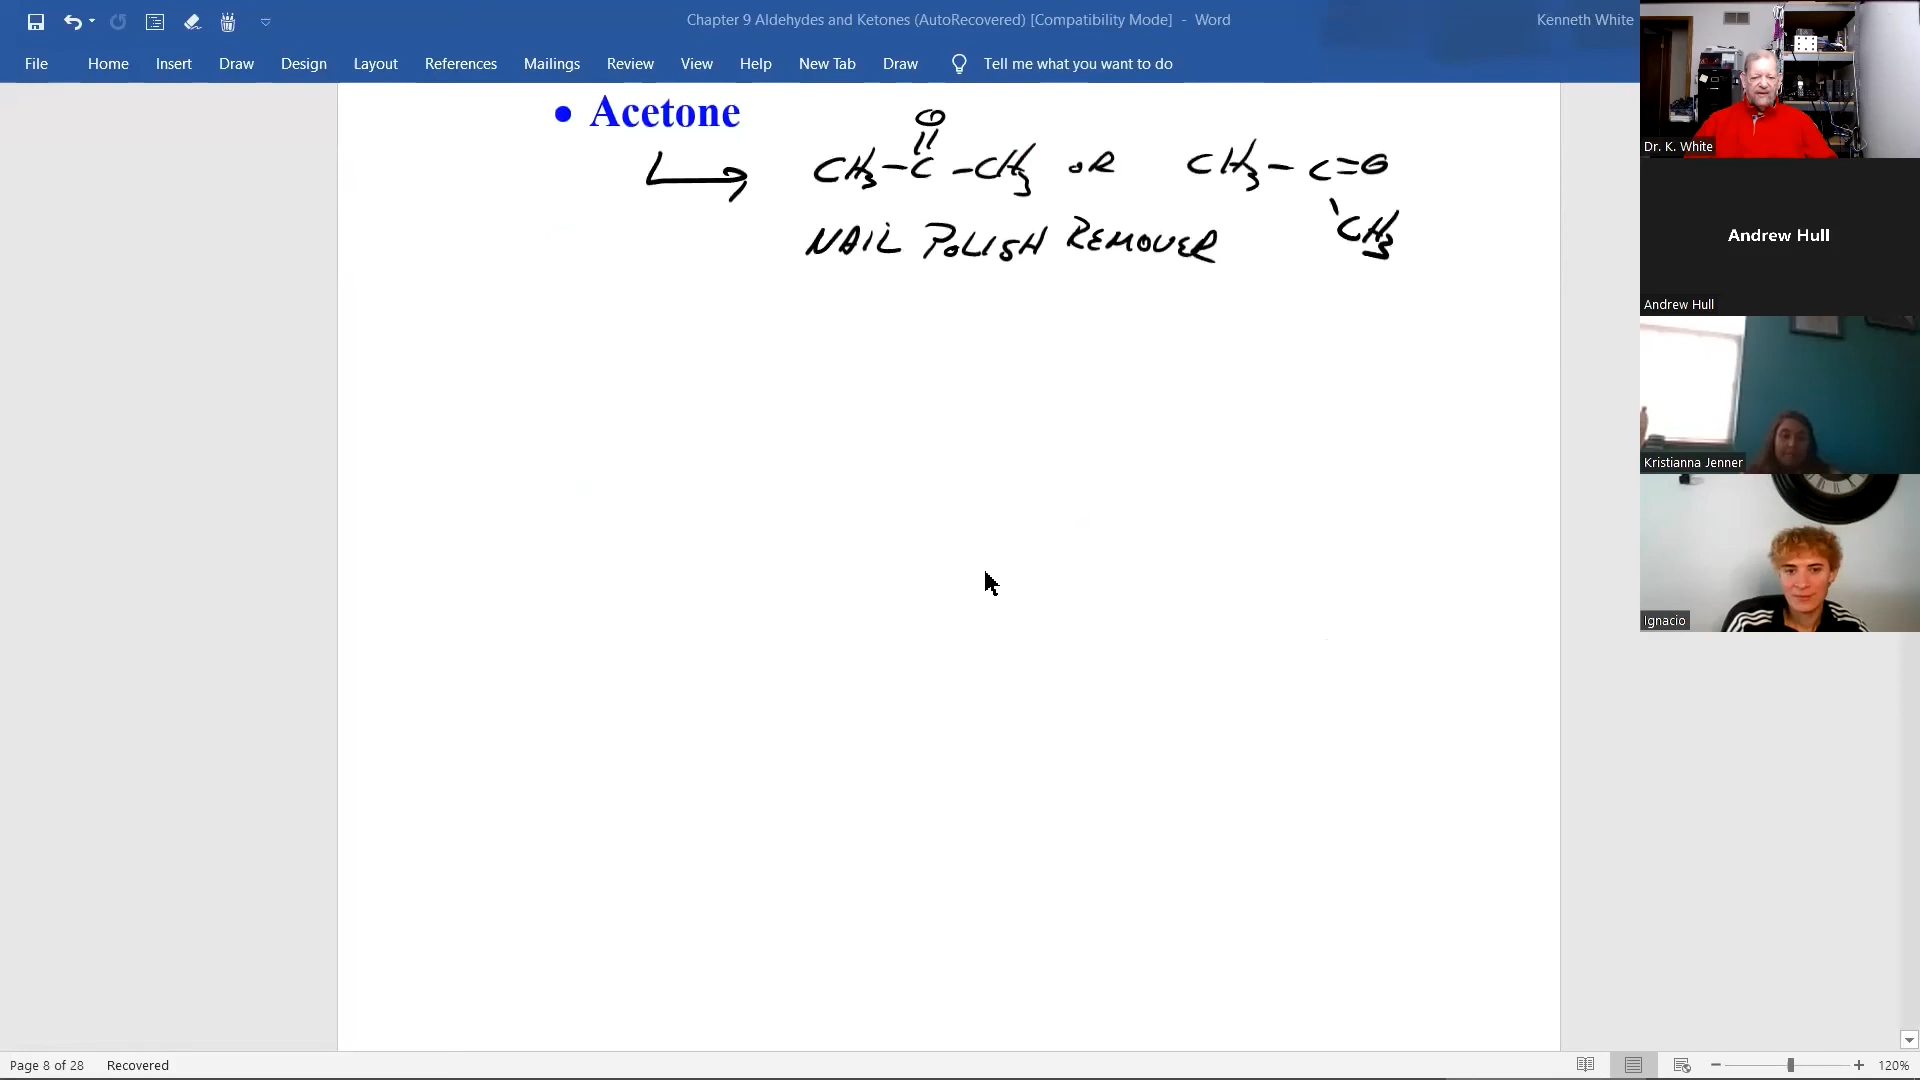 Chapter 9 Aldehydes and Ketones (AutoRecovered) [Compatibility Mode] - Word
Kenneth White
File Home Insert Draw Design Layout References Mailings Review View Help New Tab Draw Tell me what you want to do
• Acetone
O
CH3-C-CH3 OR CH3-C=O
CH3
NAIL POLISH REMOVER
Dr. K. White
Andrew Hull
Andrew Hull
Kristianna Jenner
Ignacio
Page 8 of 28 Recovered
120%